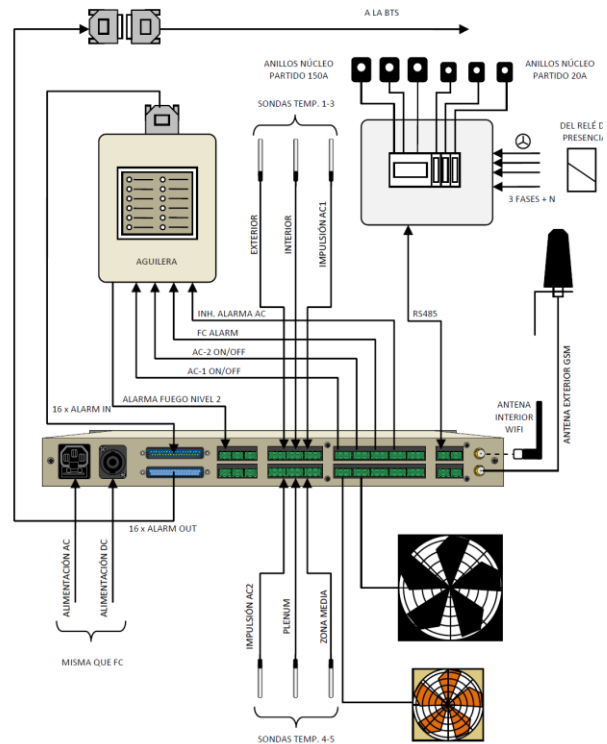 A LA BTS
ANILLOS NÚCLEO
PARTIDO 150A
ANILLOS NÚCLEO
PARTIDO 20A
SONDAS TEMP. 1-3
DEL RELÉ D
PRESENCIA
3 FASES + N
EXTERIOR
INTERIOR
IMPULSIÓN AC1
AGUILERA
INH. ALARMA AC
FC ALARM
AC-2 ON/OFF
AC-1 ON/OFF
RS485
ALARMA FUEGO NIVEL 2
16 x ALARM IN
ANTENA
INTERIOR
WIFI
ANTENA EXTERIOR GSM
16 x ALARM OUT
ALIMENTACIÓN AC
ALIMENTACIÓN DC
IMPULSIÓN AC2
PLENUM
ZONA MEDIA
MISMA QUE FC
SONDAS TEMP. 4-5